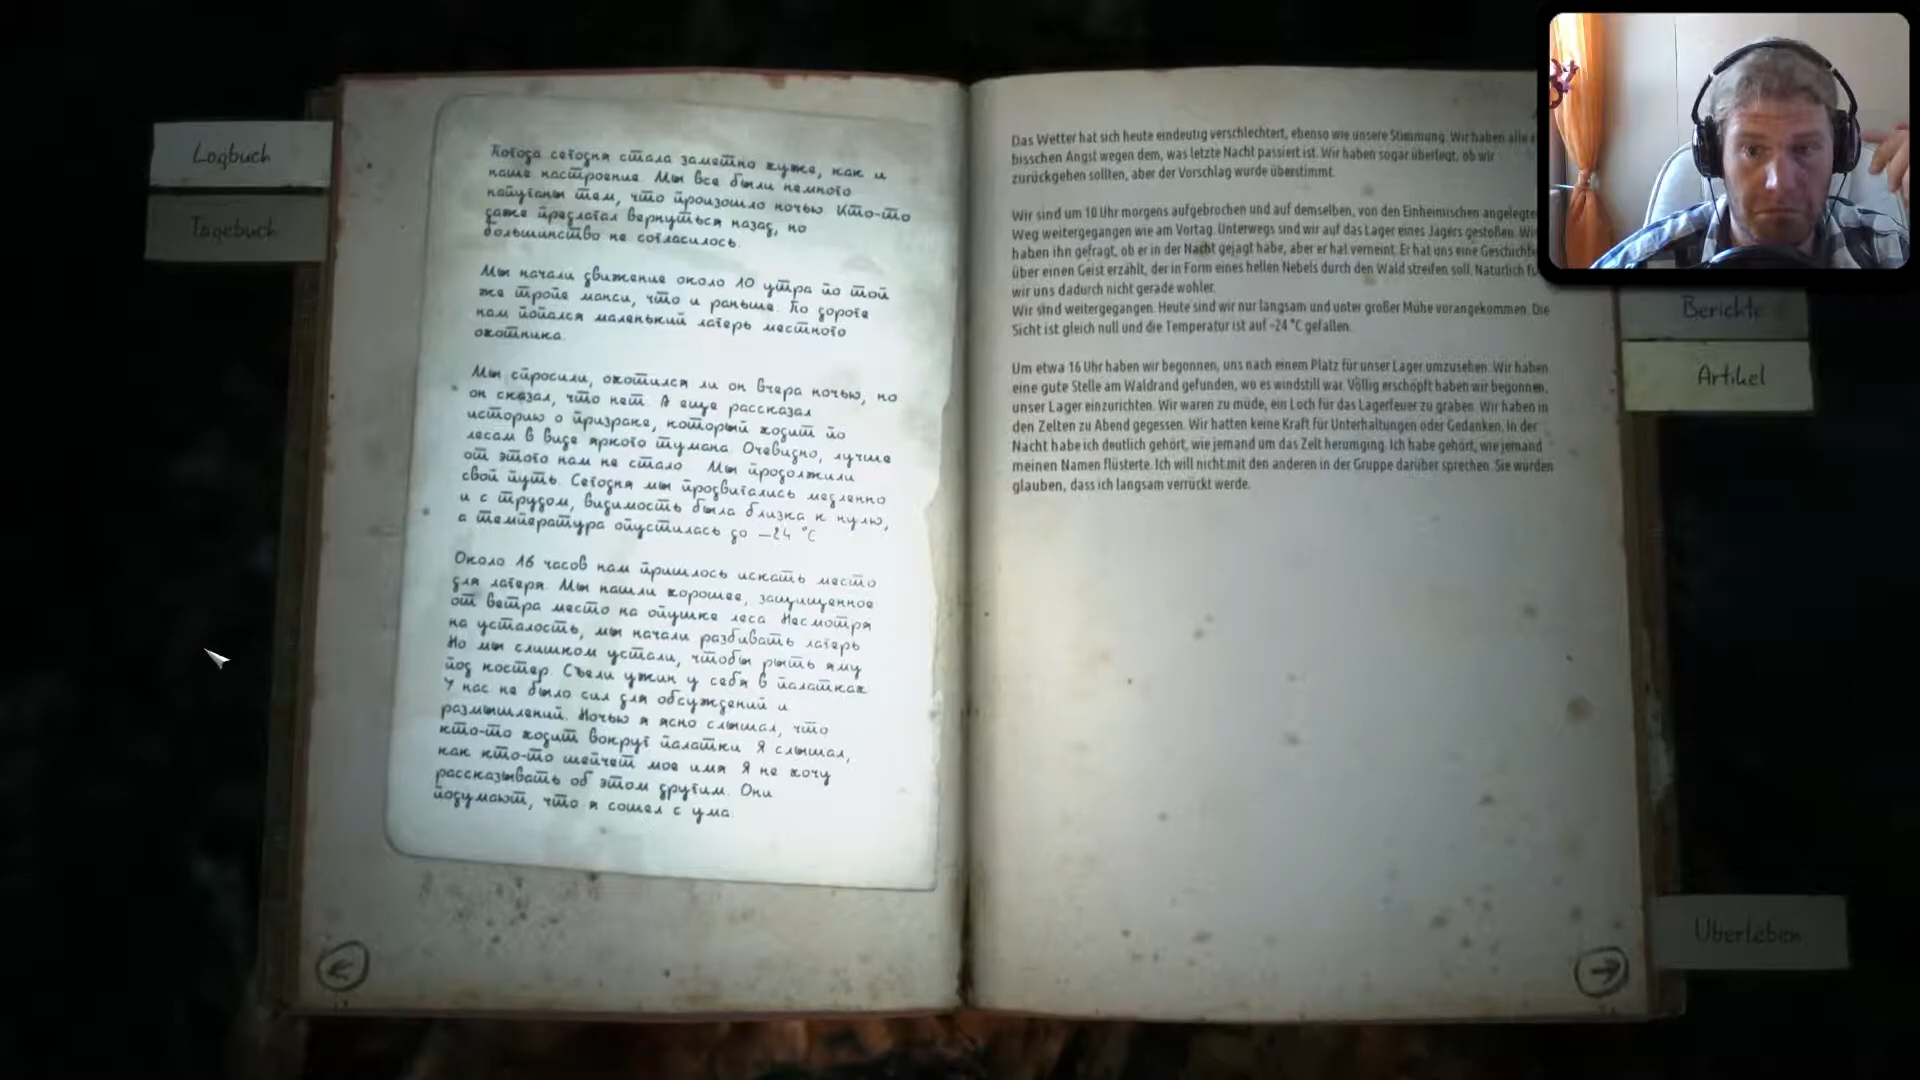 Logbuch
Tagebuch
Погода сегодня стала заметно хуже, как и
наше настроение. Мы все были немного
напуганы тем, что произошло ночью. Кто-то
даже предлагал вернуться назад, но
большинство не согласилось.
Мы начали движение около 10 утра по той
же тропе манси, что и раньше. По дороге
нам попался маленький лагерь местного
охотника.
Мы спросили, охотился ли он вчера ночью, но
он сказал, что нет. А еще рассказал
историю о призраке, который ходит по
лесам в виде яркого тумана. Очевидно, лучше
от этого нам не стало. Мы продолжили
свой путь. Сегодня мы продвигались медленно
и с трудом, видимость была близка к нулю,
а температура опустилась до –24 °C
Около 16 часов нам пришлось искать место
для лагеря. Мы нашли хорошее, защищенное
от ветра место на опушке леса. Несмотря
на усталость, мы начали разбивать лагерь
Но мы слишком устали, чтобы рыть яму
под костер. Съели ужин у себя в палатках
У нас не было сил для обсуждений и
размышлений. Ночью я ясно слышал, что
кто-то ходит вокруг палатки. Я слышал,
как кто-то шепчет мое имя. Я не хочу
рассказывать об этом другим. Они
подумают, что я сошел с ума.
Das Wetter hat sich heute eindeutig verschlechtert, ebenso wie unsere Stimmung. Wir haben alle
bisschen Angst wegen dem, was letzte Nacht passiert ist. Wir haben sogar überlegt, ob wir
zurückgehen sollten, aber der Vorschlag wurde überstimmt.
Wir sind um 10 Uhr morgens aufgebrochen und auf demselben, von den Einheimischen angelegte
Weg weitergegangen wie am Vortag. Unterwegs sind wir auf das Lager eines Jägers gestoßen. Wi
haben ihn gefragt, ob er in der Nacht gejagt habe, aber er hat verneint. Er hat uns eine Geschichte
über einen Geist erzählt, der in Form eines hellen Nebels durch den Wald streifen soll. Natürlich fü
wir uns dadurch nicht gerade wohler.
Wir sind weitergegangen. Heute sind wir nur langsam und unter großer Mühe vorangekommen. Die
Sicht ist gleich null und die Temperatur ist auf -24 °C gefallen.
Um etwa 16 Uhr haben wir begonnen, uns nach einem Platz für unser Lager umzusehen. Wir haben
eine gute Stelle am Waldrand gefunden, wo es windstill war. Völlig erschöpft haben wir begonnen,
unser Lager einzurichten. Wir waren zu müde, ein Loch für das Lagerfeuer zu graben. Wir haben in
den Zelten zu Abend gegessen. Wir hatten keine Kraft für Unterhaltungen oder Gedanken. In der
Nacht habe ich deutlich gehört, wie jemand um das Zelt herumging. Ich habe gehört, wie jemand
meinen Namen flüsterte. Ich will nicht mit den anderen in der Gruppe darüber sprechen. Sie würden
glauben, dass ich langsam verrückt werde.
Berichte
Artikel
Überleben